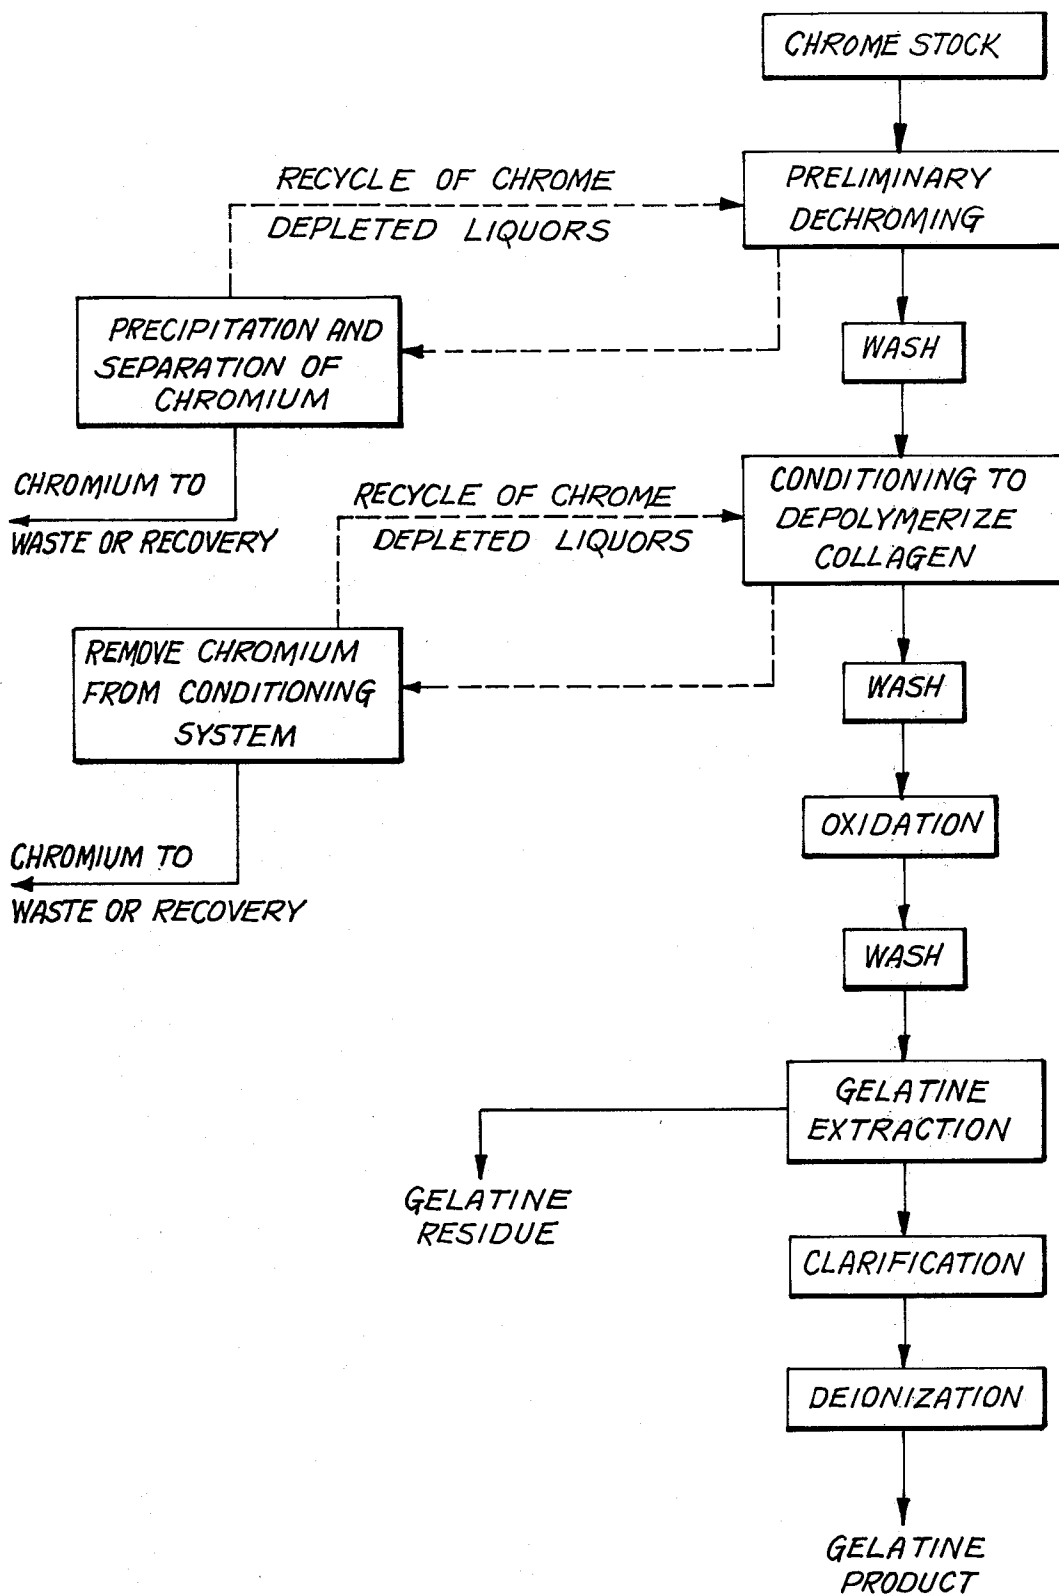 CHROME STOCK
PRELIMINARY
DECHROMING
RECYCLE OF CHROME
DEPLETED LIQUORS
PRECIPITATION AND
SEPARATION OF
CHROMIUM
WASH
CHROMIUM TO
WASTE OR RECOVERY
CONDITIONING TO
DEPOLYMERIZE
COLLAGEN
RECYCLE OF CHROME
DEPLETED LIQUORS
REMOVE CHROMIUM
FROM CONDITIONING
SYSTEM
WASH
CHROMIUM TO
WASTE OR RECOVERY
OXIDATION
WASH
GELATINE
EXTRACTION
GELATINE
RESIDUE
CLARIFICATION
DEIONIZATION
GELATINE
PRODUCT